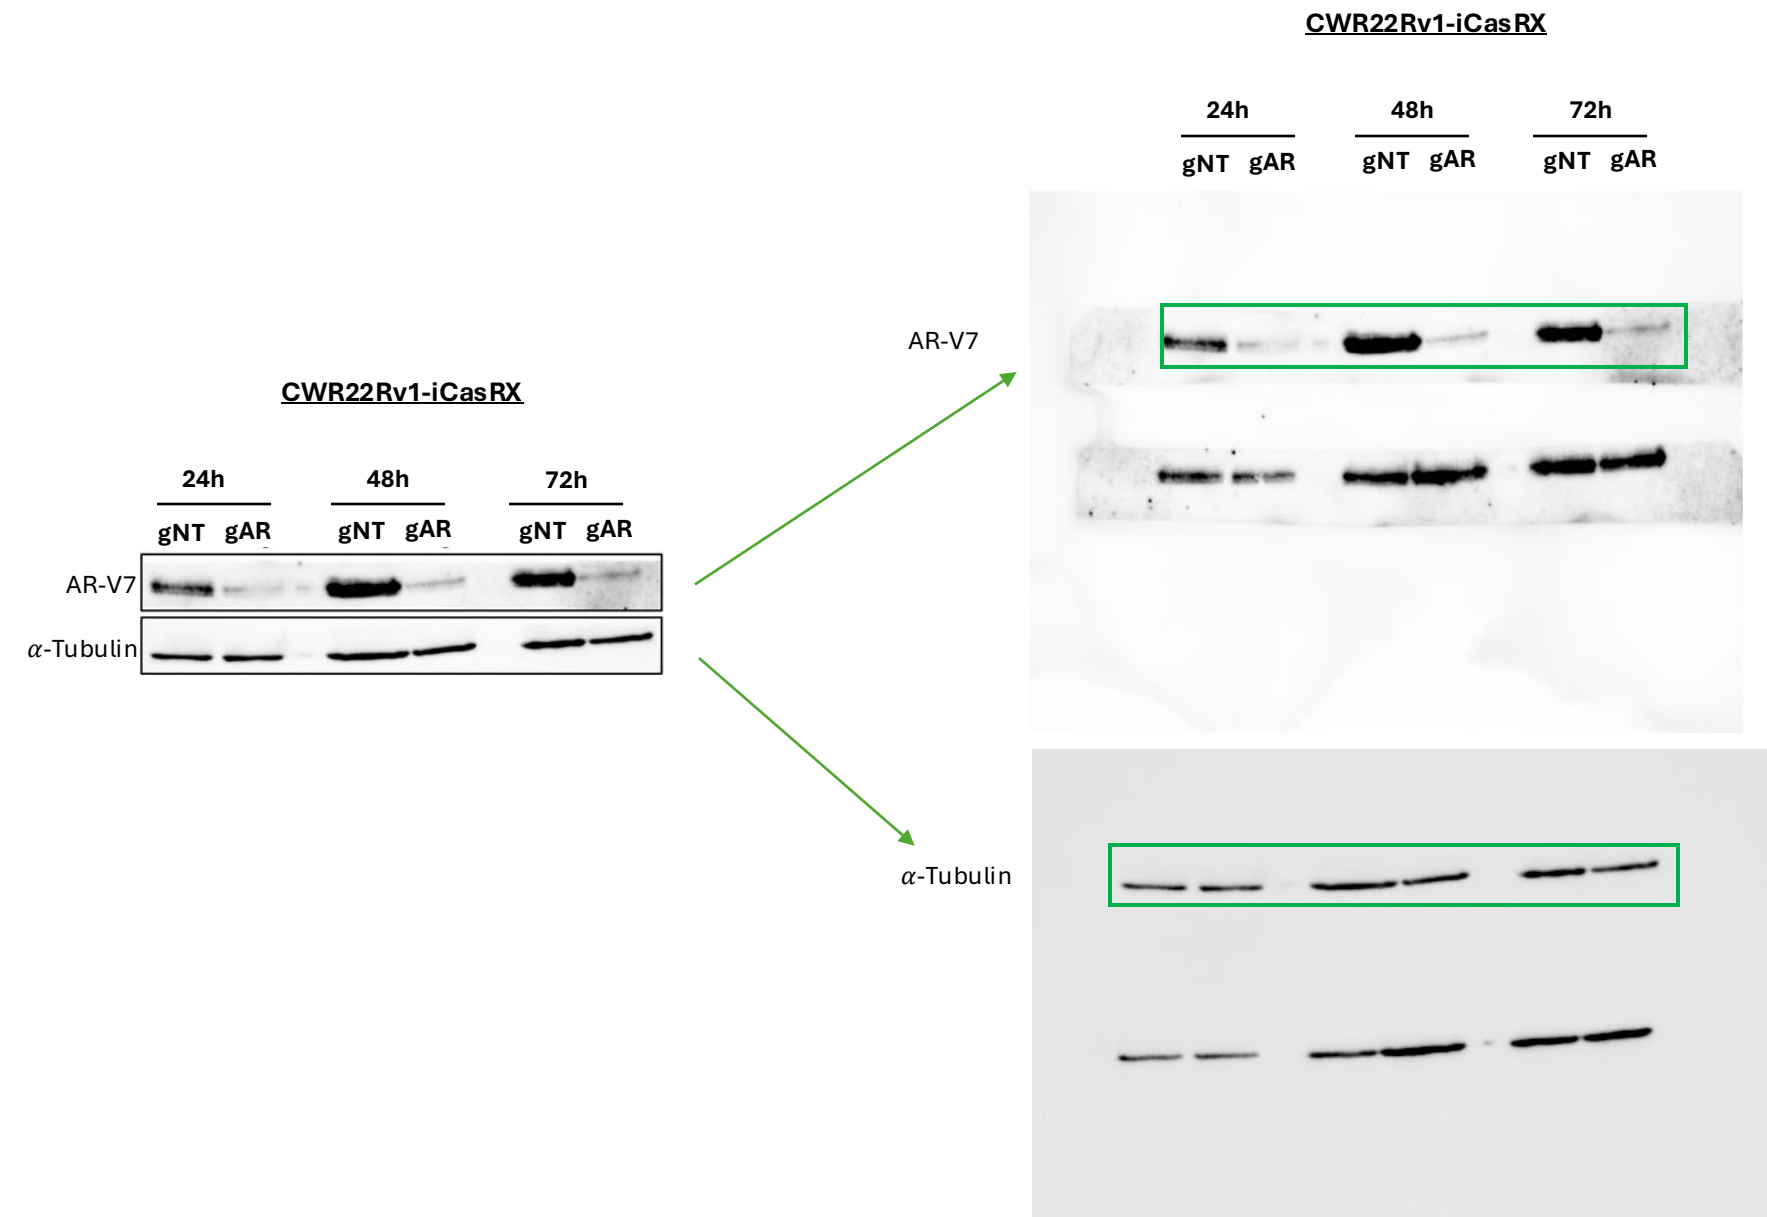 CWR22Rv1-iCasRX
24h 48h 72h
gNT gAR gNT gAR gNT gAR
AR-V7
α-Tubulin
CWR22Rv1-iCasRX
24h 48h 72h
gNT gAR gNT gAR gNT gAR
AR-V7
α-Tubulin